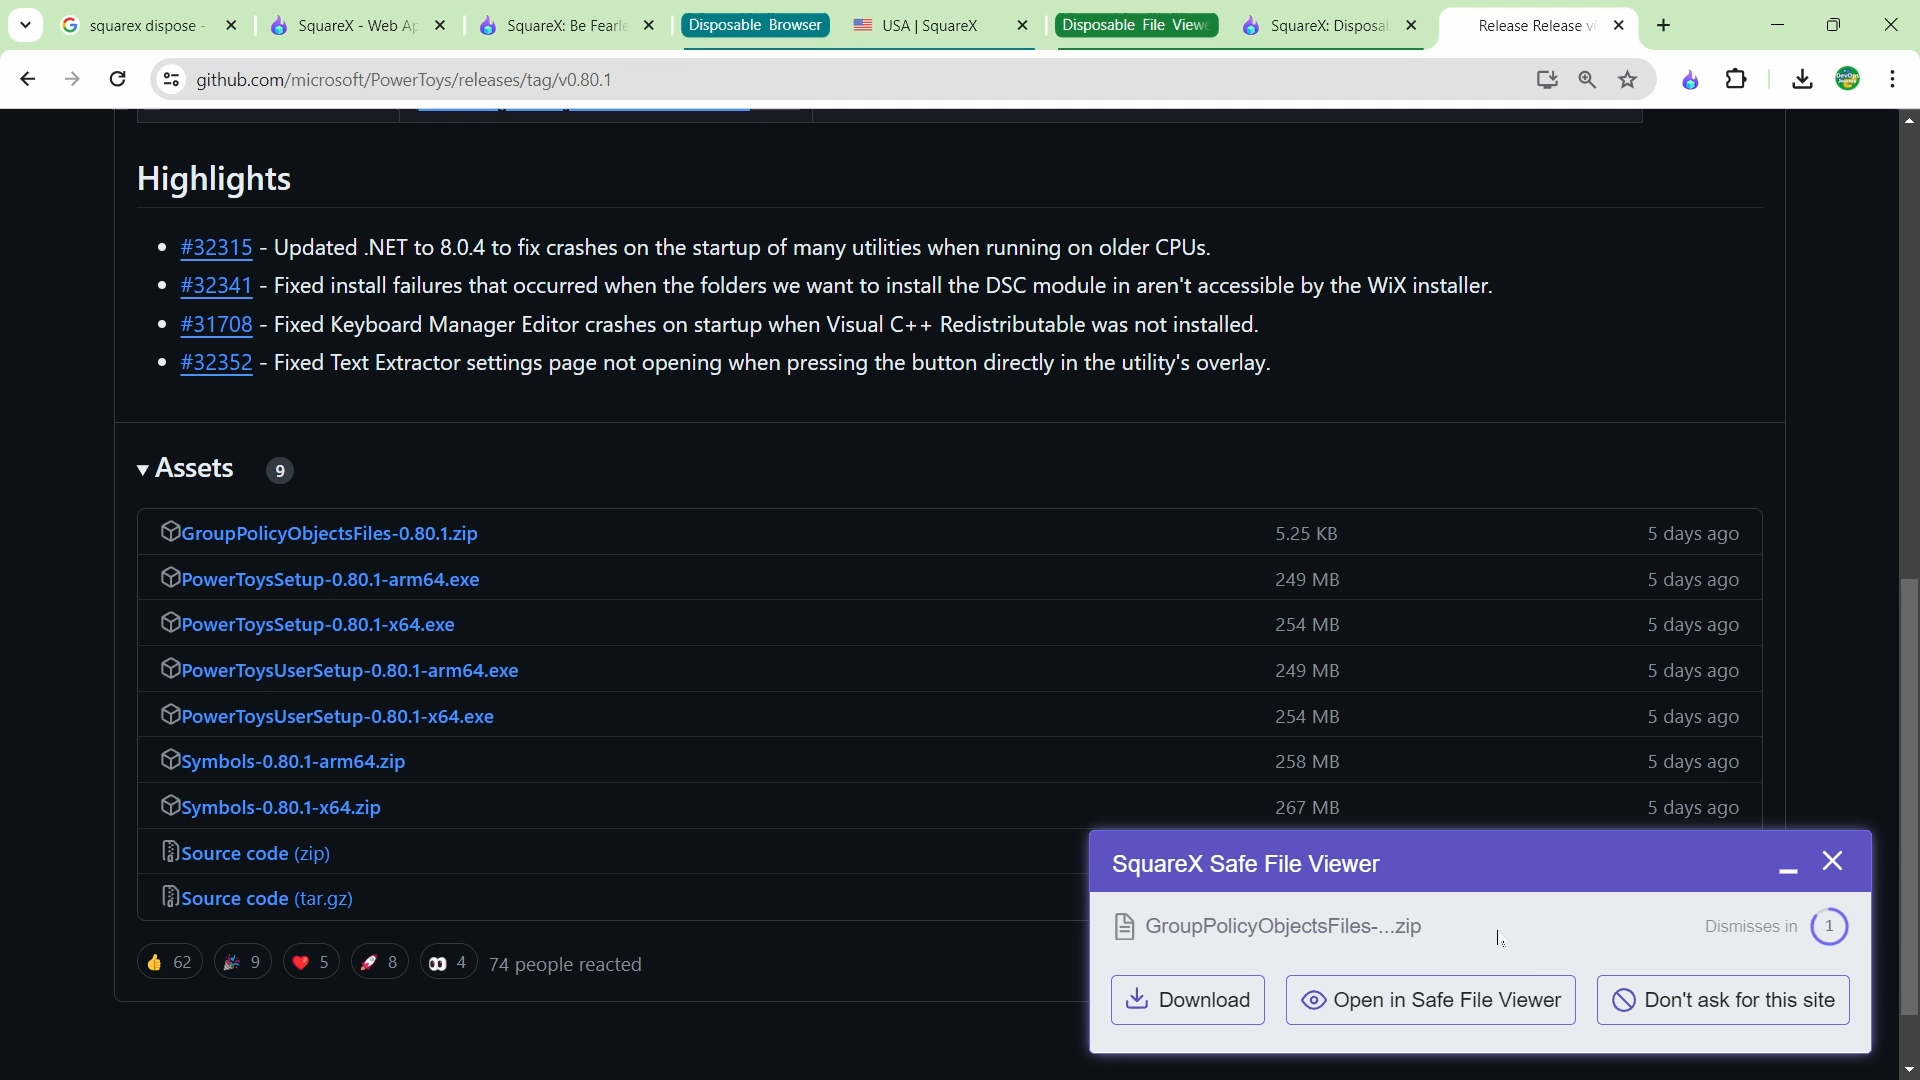 squarex dispose -
SquareX - Web Ap
SquareX: Be Fearle
Disposable Browser
USA | SquareX
Disposable File Viewe
SquareX: Disposal
Release Release v
github.com/microsoft/PowerToys/releases/tag/v0.80.1
Highlights
#32315 - Updated .NET to 8.0.4 to fix crashes on the startup of many utilities when running on older CPUs.
#32341 - Fixed install failures that occurred when the folders we want to install the DSC module in aren't accessible by the WiX installer.
#31708 - Fixed Keyboard Manager Editor crashes on startup when Visual C++ Redistributable was not installed.
#32352 - Fixed Text Extractor settings page not opening when pressing the button directly in the utility's overlay.
Assets 9
GroupPolicyObjectsFiles-0.80.1.zip 5.25 KB 5 days ago
PowerToysSetup-0.80.1-arm64.exe 249 MB 5 days ago
PowerToysSetup-0.80.1-x64.exe 254 MB 5 days ago
PowerToysUserSetup-0.80.1-arm64.exe 249 MB 5 days ago
PowerToysUserSetup-0.80.1-x64.exe 254 MB 5 days ago
Symbols-0.80.1-arm64.zip 258 MB 5 days ago
Symbols-0.80.1-x64.zip 267 MB 5 days ago
Source code (zip)
Source code (tar.gz)
62 9 5 8 4 74 people reacted
SquareX Safe File Viewer
GroupPolicyObjectsFiles-...zip Dismisses in 1
Download Open in Safe File Viewer Don't ask for this site